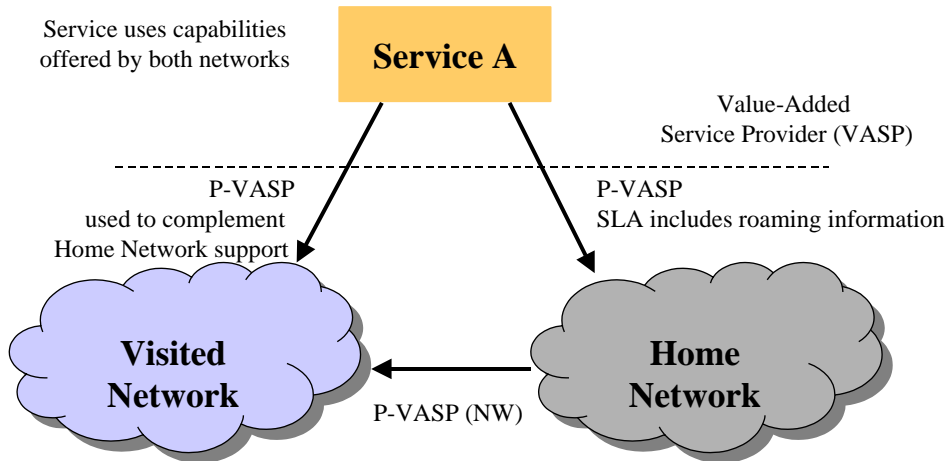 Service uses capabilities
offered by both networks
Service A
Value-Added
Service Provider (VASP)
P-VASP
used to complement
Home Network support
P-VASP
SLA includes roaming information
Visited
Network
Home
Network
P-VASP (NW)